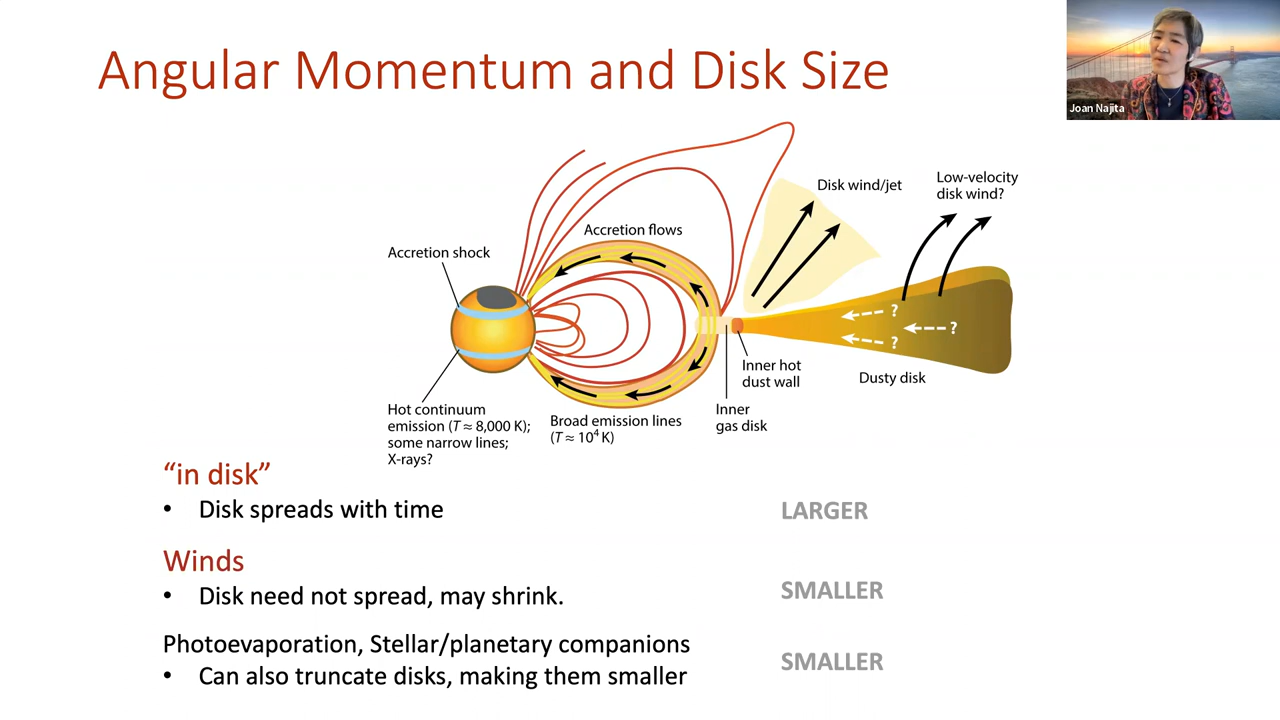 Angular Momentum and Disk Size
Joan Najita
Disk wind/jet
Low-velocity
disk wind?
Accretion flows
Accretion shock
?
?
?
Inner hot
dust wall
Dusty disk
Inner
gas disk
Hot continuum
emission (T ≈ 8,000 K);
some narrow lines;
X-rays?
Broad emission lines
(T ≈ 10⁴ K)
“in disk”
• Disk spreads with time
LARGER
Winds
• Disk need not spread, may shrink.
SMALLER
Photoevaporation, Stellar/planetary companions
• Can also truncate disks, making them smaller
SMALLER